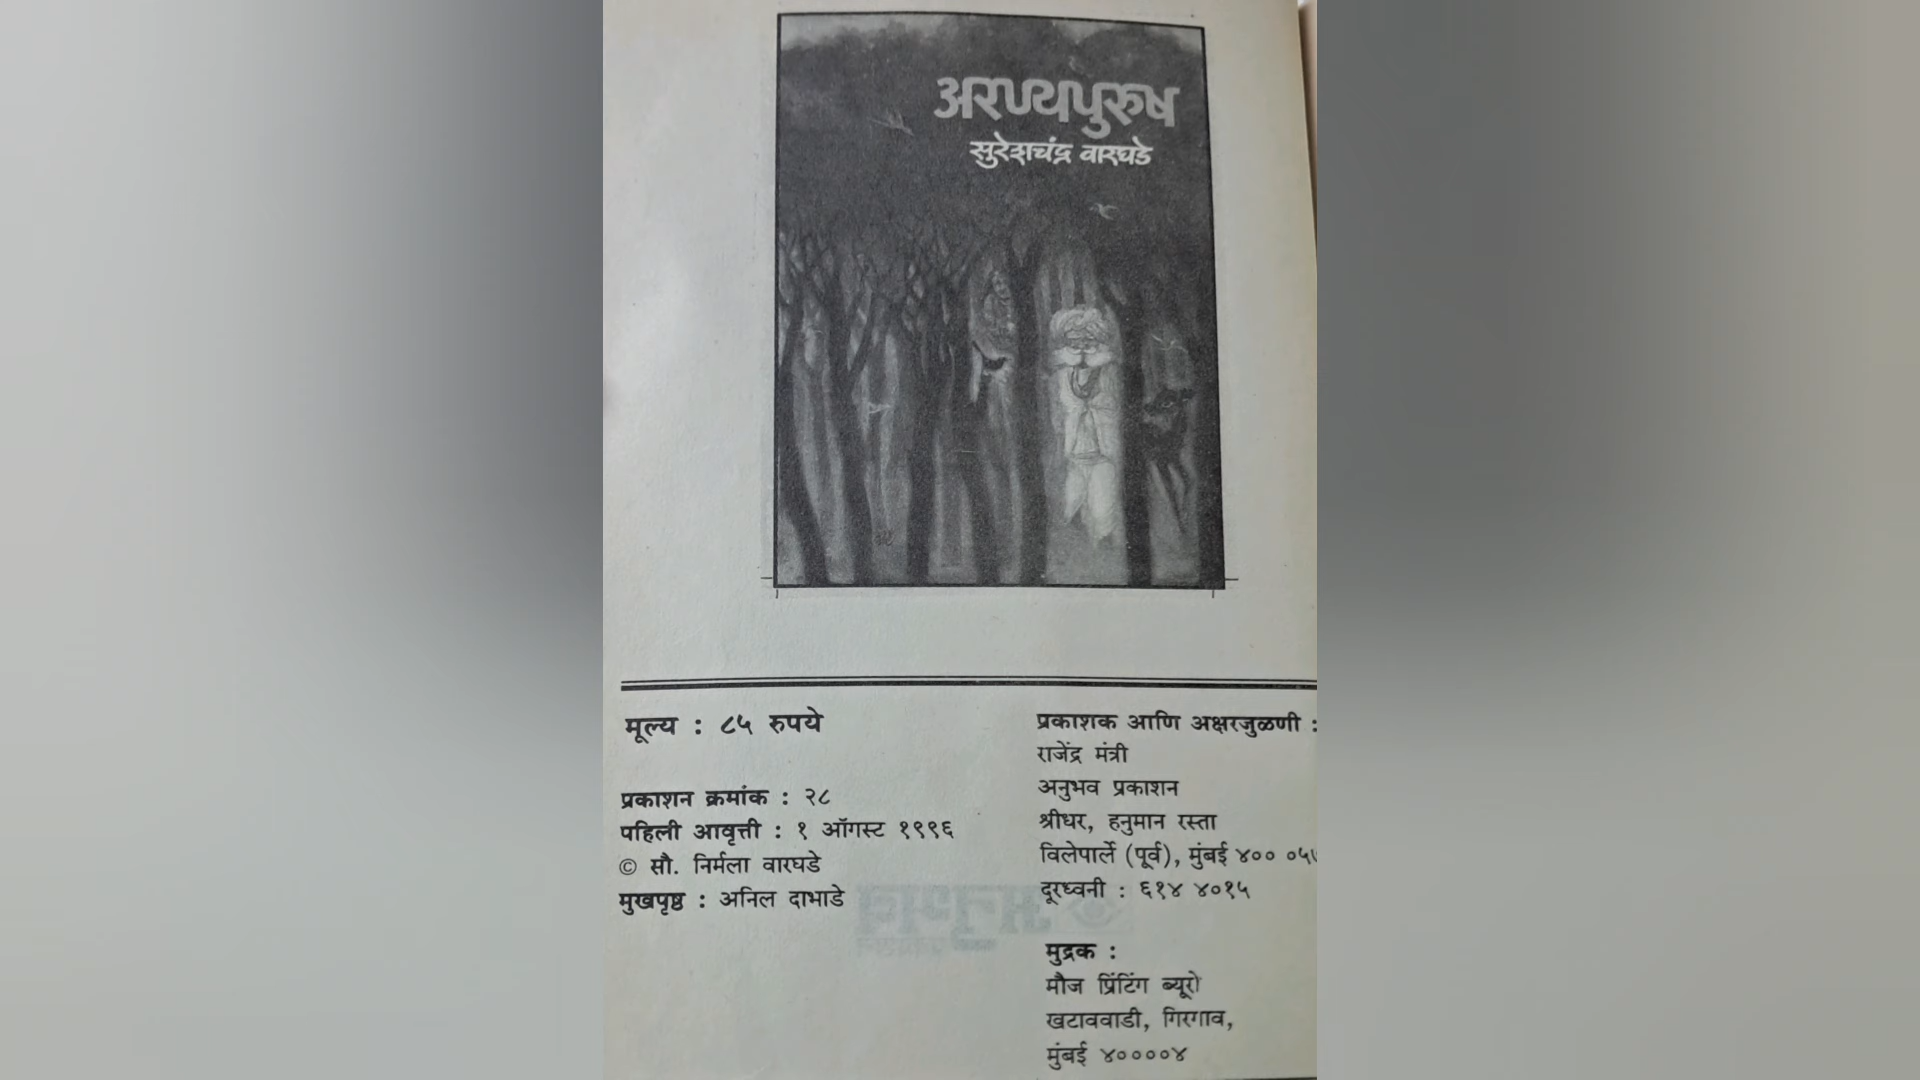 अरण्यपुरुष
सुरेशचंद्र वारघडे
मूल्य : ८५ रुपये
प्रकाशन क्रमांक : २८
पहिली आवृत्ती : १ ऑगस्ट १९९६
© सौ. निर्मला वारघडे
मुखपृष्ठ : अनिल दाभाडे
प्रकाशक आणि अक्षरजुळणी :
राजेंद्र मंत्री
अनुभव प्रकाशन
श्रीधर, हनुमान रस्ता
विलेपार्ले (पूर्व), मुंबई ४००
दूरध्वनी : ६१४ ४०१५
मुद्रक :
मौज प्रिंटिंग ब्यूरो
खटाववाडी, गिरगाव,
मुंबई ४००००४